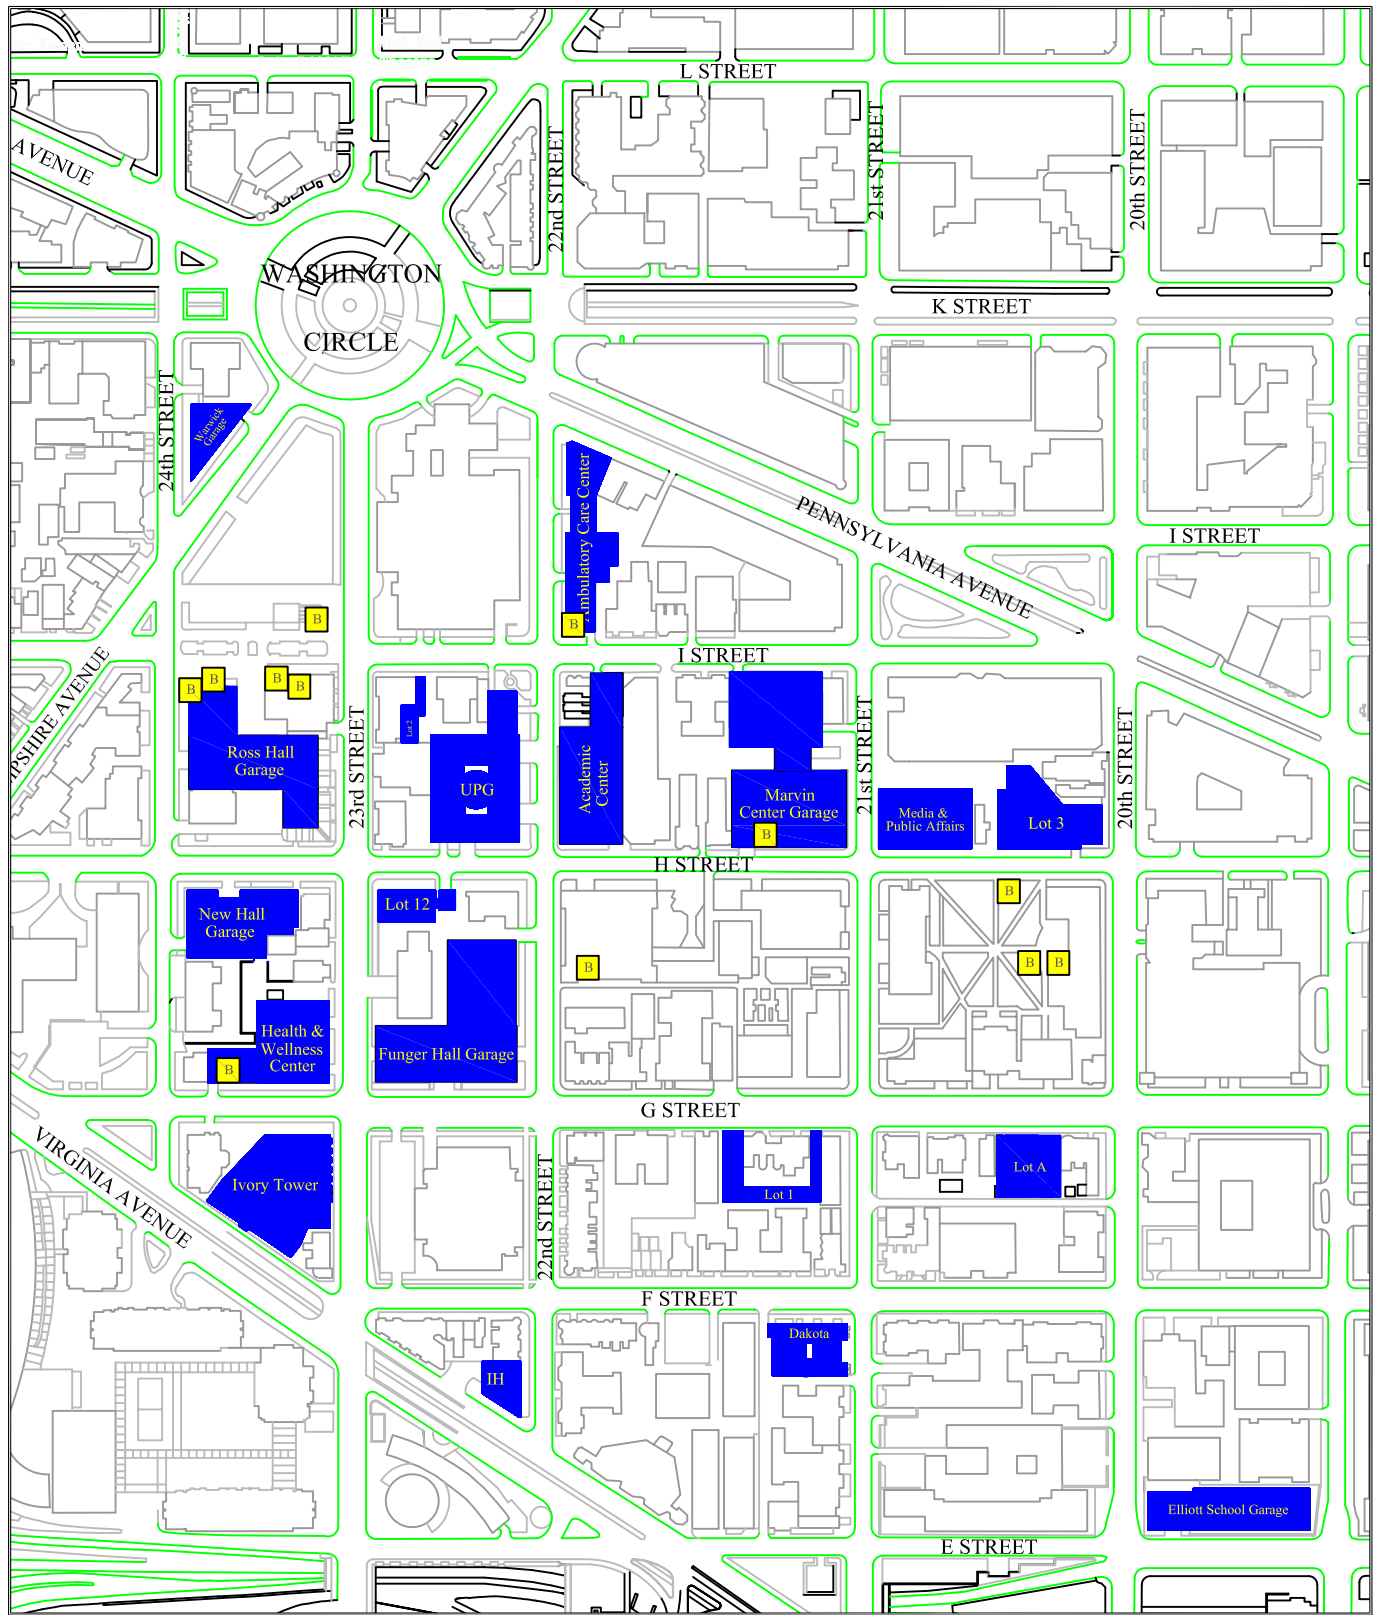 L STREET
AVENUE
22nd STREET
21st STREET
20th STREET
WASHINGTON
CIRCLE
K STREET
24th STREET
Warwick
Garage
Ambulatory Care Center
PENNSYLVANIA AVENUE
I STREET
B
B
I STREET
PSHIRE AVENUE
B
B
B
B
Ross Hall
Garage
23rd STREET
Lot 2
UPG
Academic
Center
Marvin
Center Garage
B
21st STREET
Media &
Public Affairs
Lot 3
20th STREET
H STREET
New Hall
Garage
Lot 12
B
B
B
B
Health &
Wellness
Center
B
Funger Hall Garage
G STREET
VIRGINIA AVENUE
Ivory Tower
22nd STREET
Lot 1
Lot A
F STREET
Dakota
IH
Elliott School Garage
E STREET